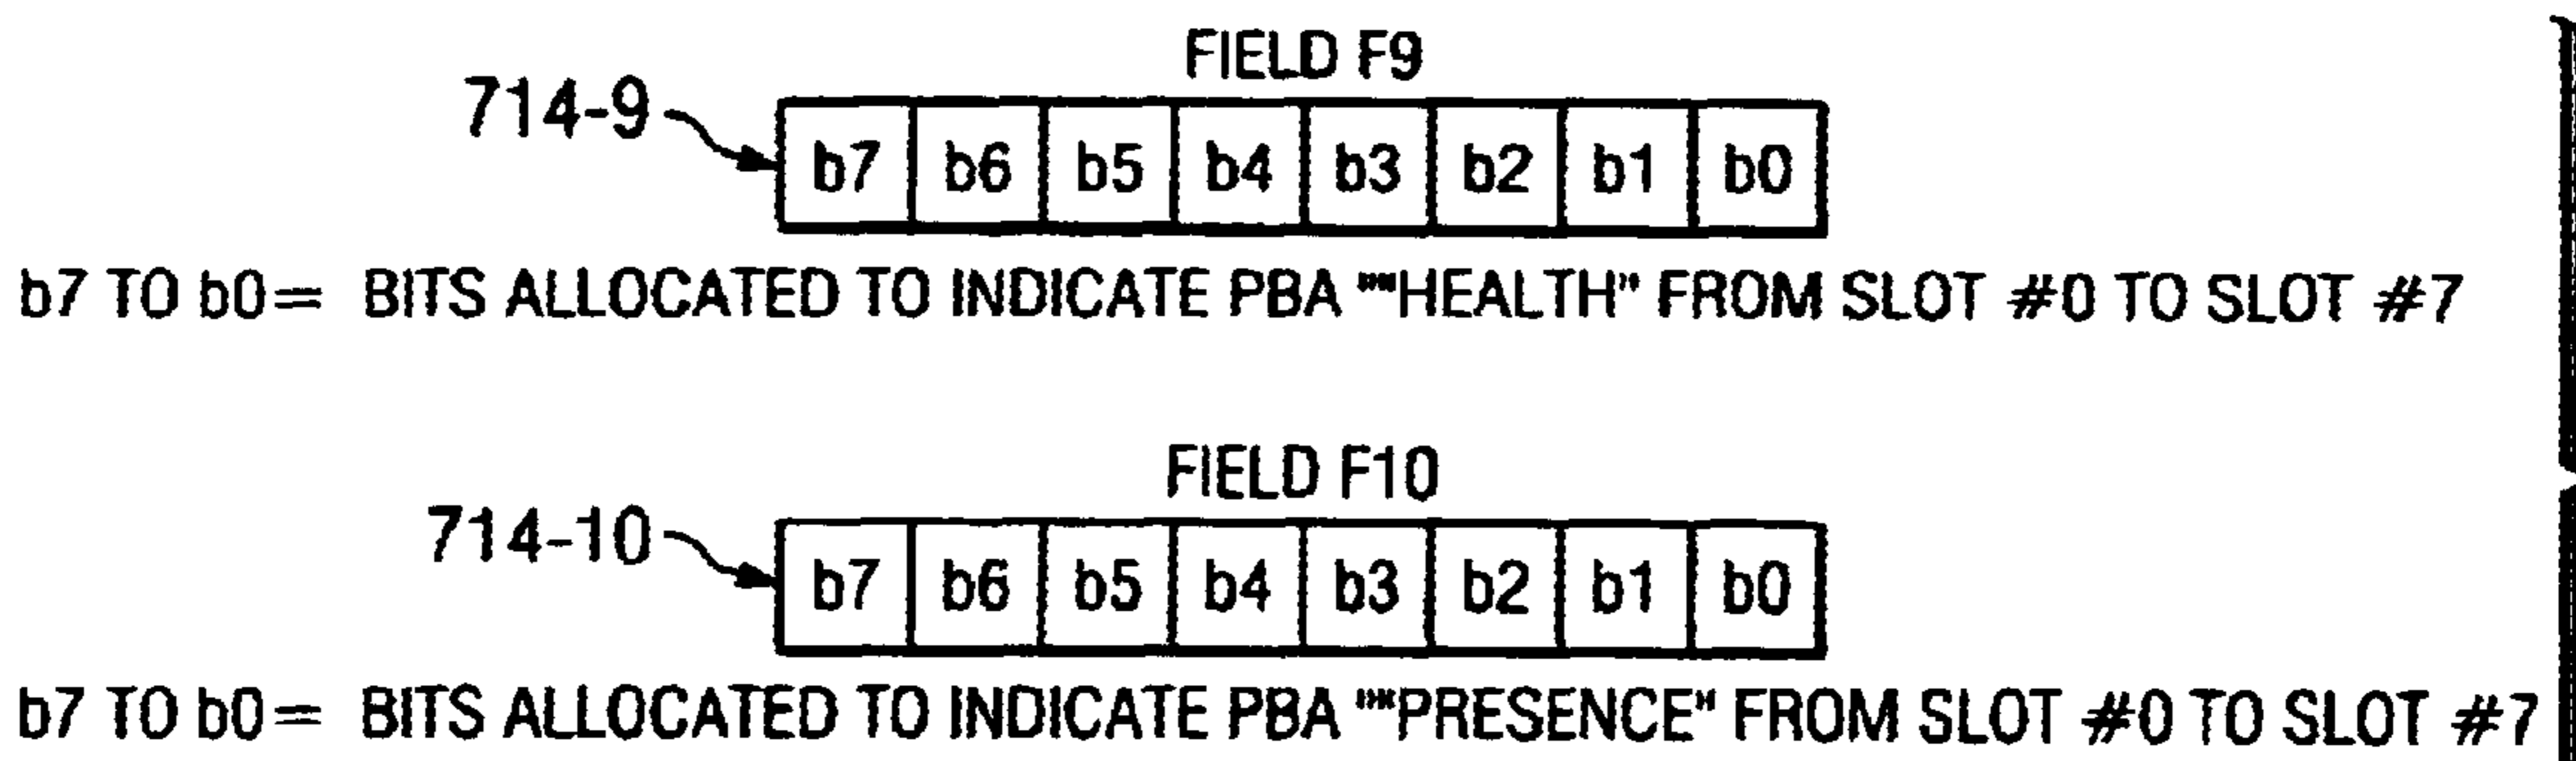 FIELD F9
714-9
b7 b6 b5 b4 b3 b2 b1 b0
b7 TO b0= BITS ALLOCATED TO INDICATE PBA ""HEALTH" FROM SLOT #0 TO SLOT #7
FIELD F10
714-10
b7 b6 b5 b4 b3 b2 b1 b0
b7 TO b0= BITS ALLOCATED TO INDICATE PBA ""PRESENCE" FROM SLOT #0 TO SLOT #7